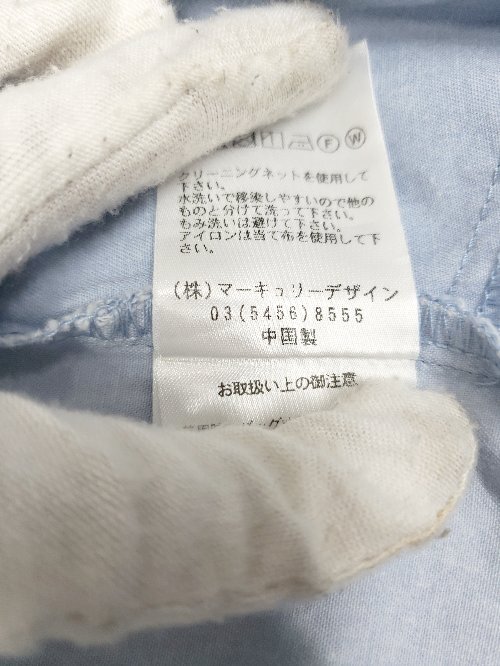 F W
クリーニングネットを使用して
下さい。
水洗いで移染しやすいので他の
ものと分けて洗って下さい。
もみ洗いは避けて下さい。
アイロンは当て布を使用して下
さい。
(株)マーキュリーデザイン
03(5456)8555
中国製
お取扱い上の御注意